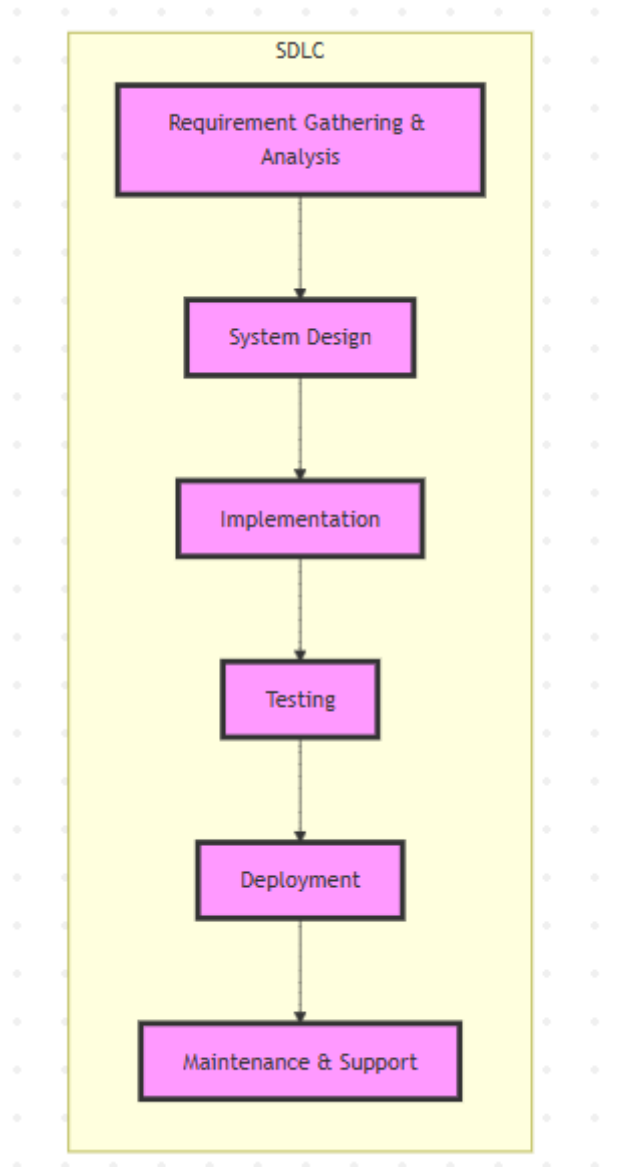 SDLC
Requirement Gathering &
Analysis
System Design
Implementation
Testing
Deployment
Maintenance & Support